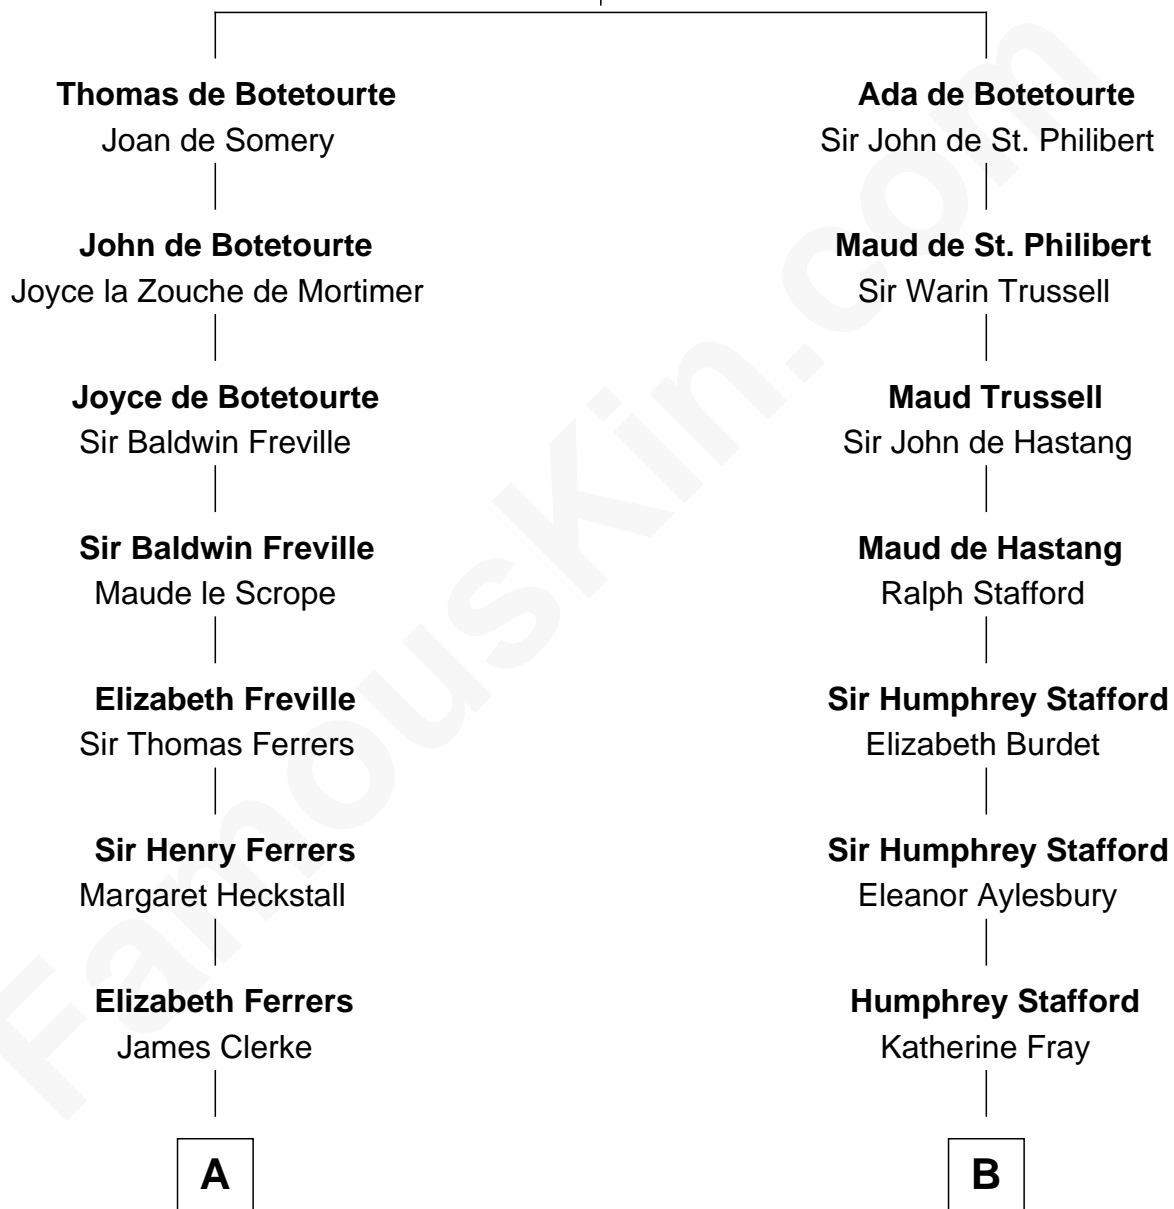 Thomas de Botetourte
Joan de Somery
John de Botetourte
Joyce la Zouche de Mortimer
Joyce de Botetourte
Sir Baldwin Freville
Sir Baldwin Freville
Maude le Scrope
Elizabeth Freville
Sir Thomas Ferrers
Sir Henry Ferrers
Margaret Heckstall
Elizabeth Ferrers
James Clerke
A
Ada de Botetourte
Sir John de St. Philibert
Maud de St. Philibert
Sir Warin Trussell
Maud Trussell
Sir John de Hastang
Maud de Hastang
Ralph Stafford
Sir Humphrey Stafford
Elizabeth Burdet
Sir Humphrey Stafford
Eleanor Aylesbury
Humphrey Stafford
Katherine Fray
B
FamousKin.com